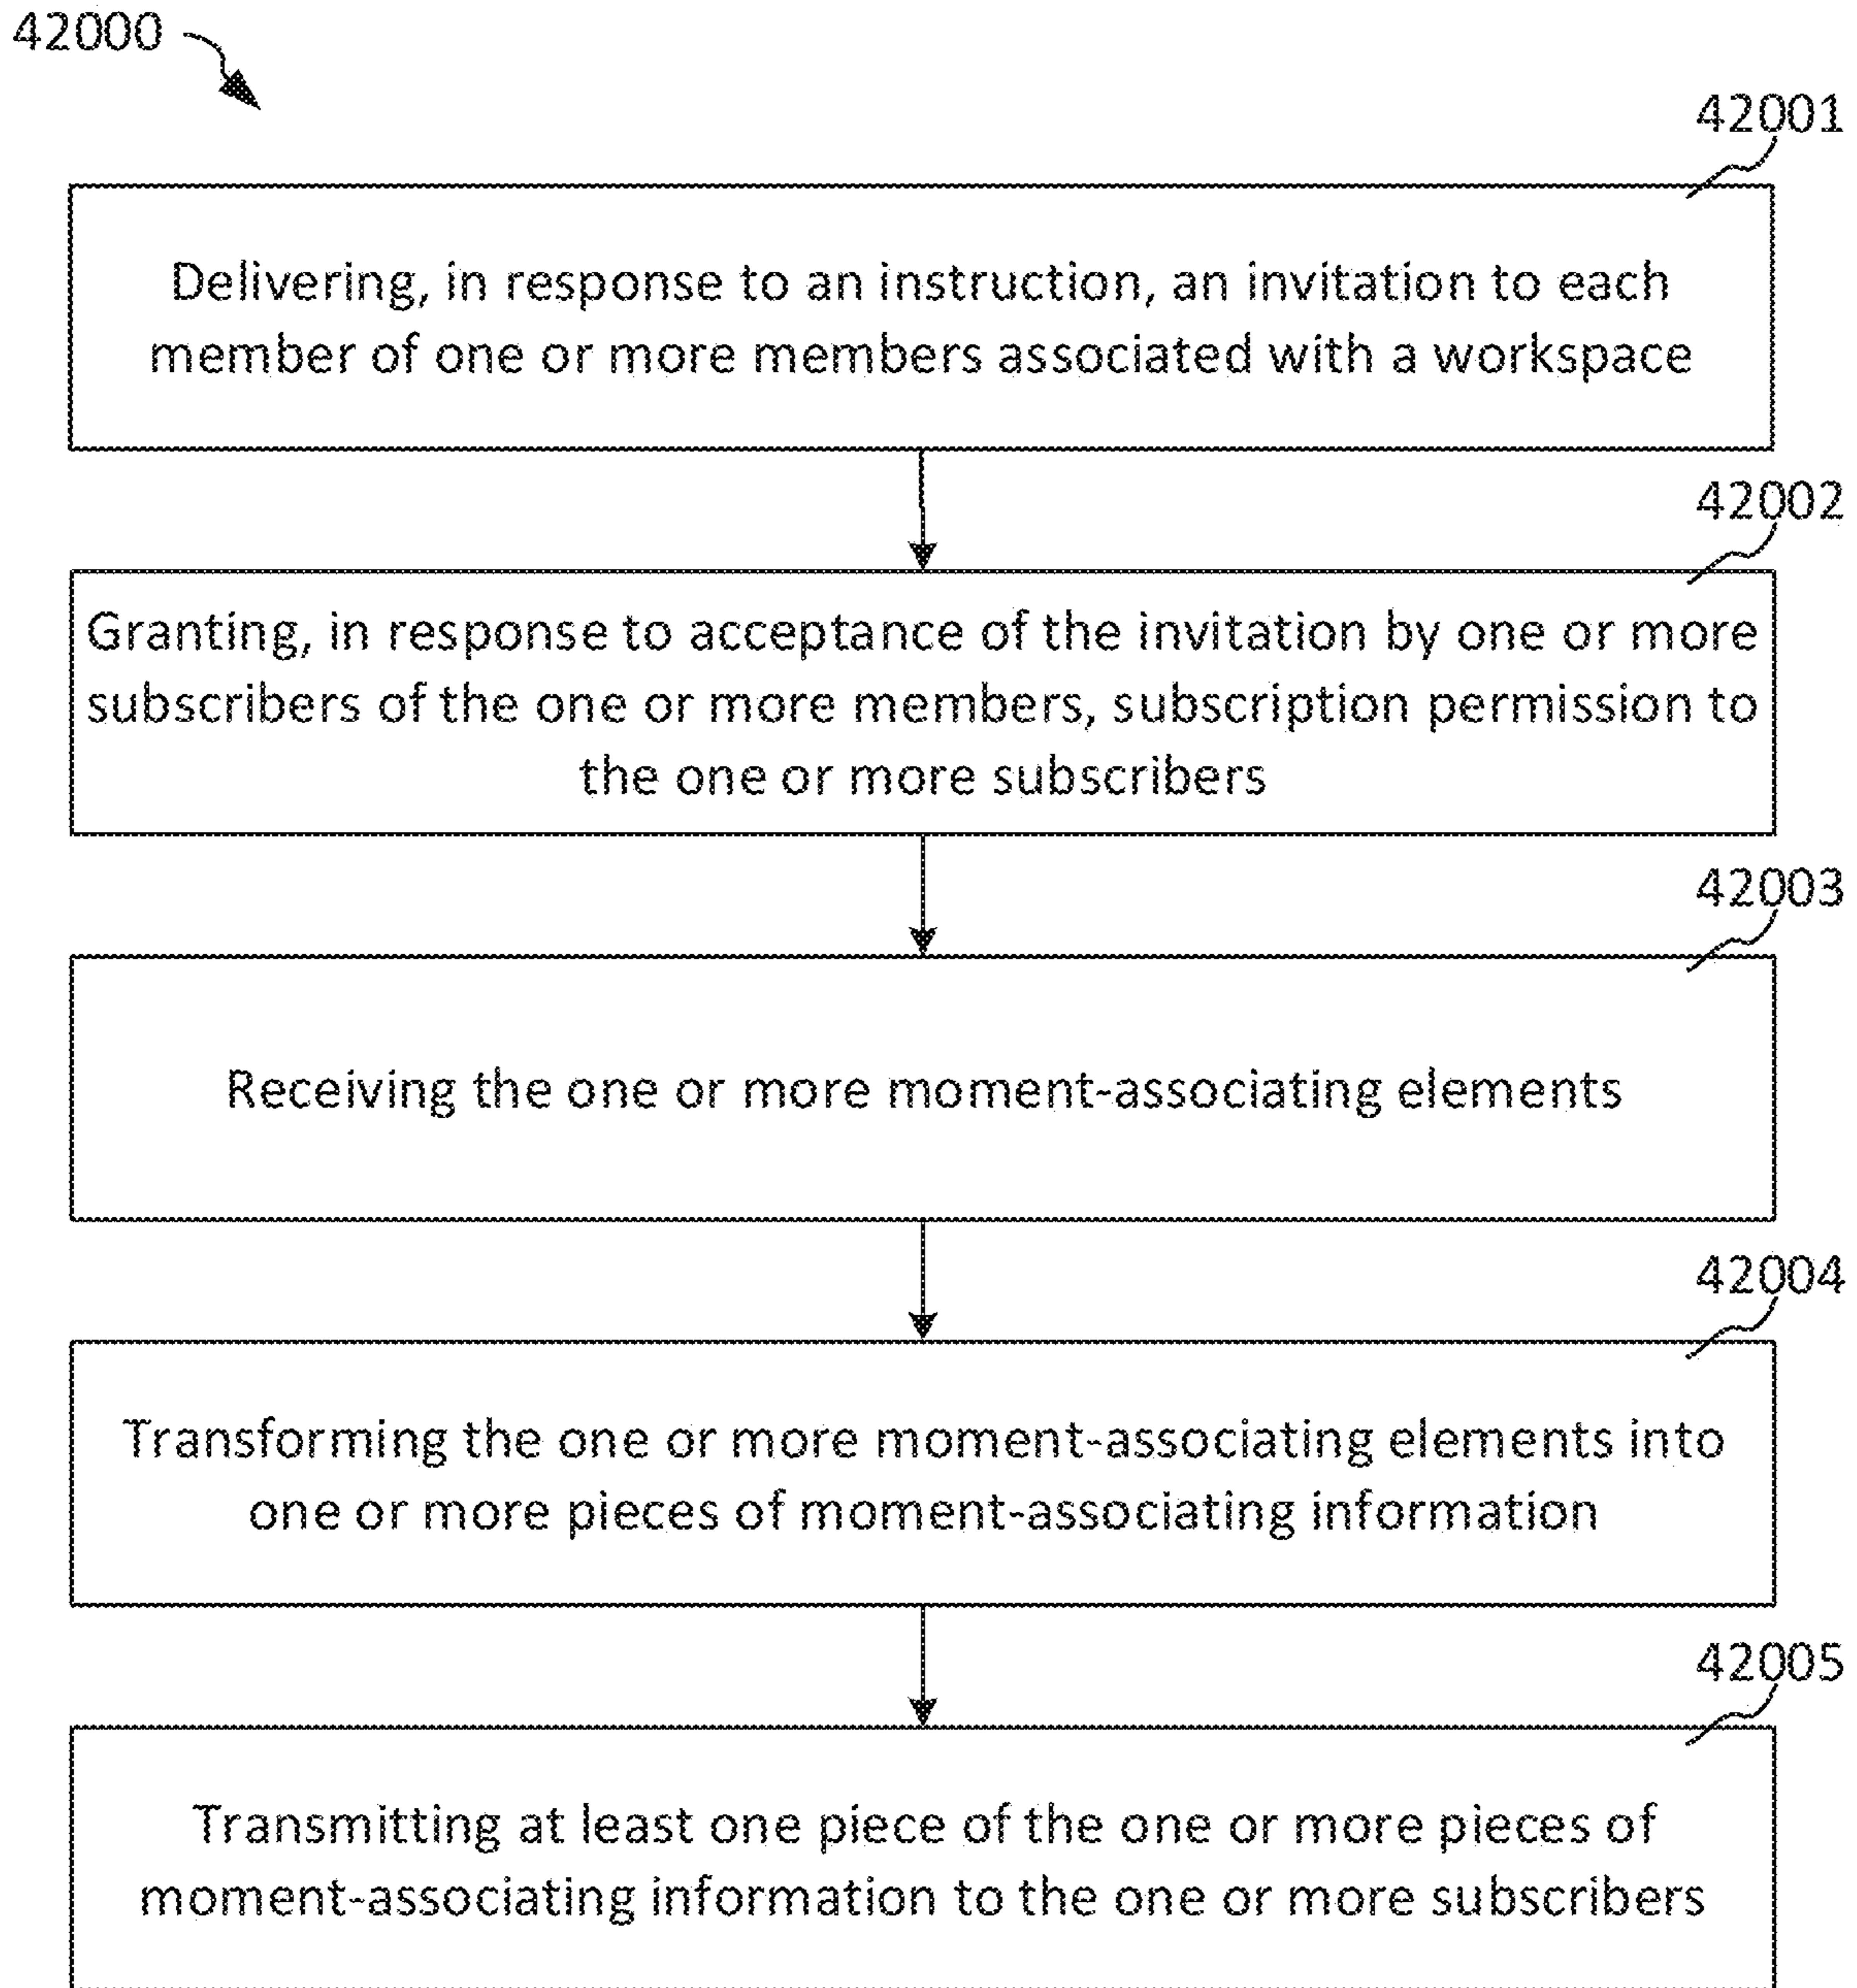 42000
42001
Delivering, in response to an instruction, an invitation to each
member of one or more members associated with a workspace
42002
Granting, in response to acceptance of the invitation by one or more
subscribers of the one or more members, subscription permission to
the one or more subscribers
42003
Receiving the one or more moment-associating elements
42004
Transforming the one or more moment-associating elements into
one or more pieces of moment-associating information
42005
Transmitting at least one piece of the one or more pieces of
moment-associating information to the one or more subscribers